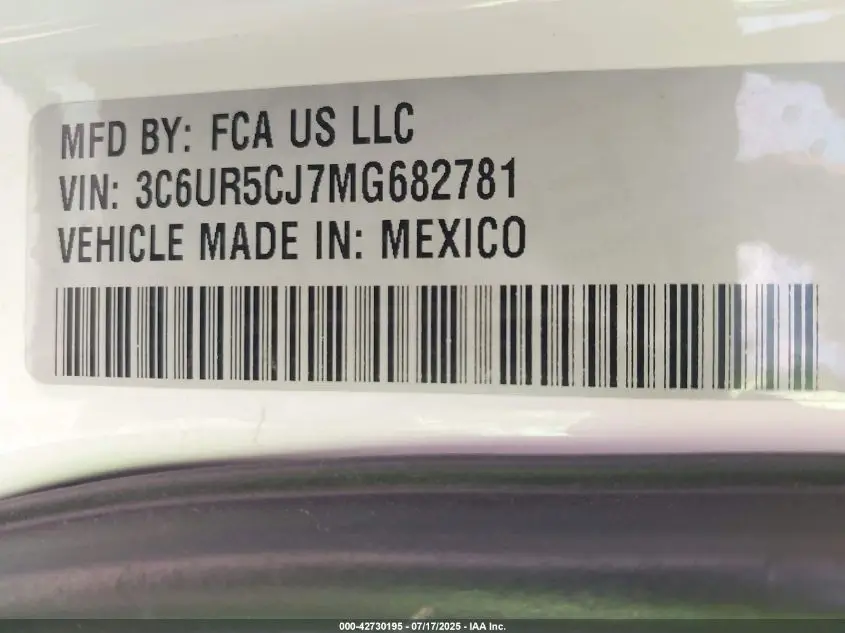 MFD BY: FCA US LLC
VIN: 3C6UR5CJ7MG682781
VEHICLE MADE IN: MEXICO
000-42730195 - 07/17/2025 - IAA Inc.